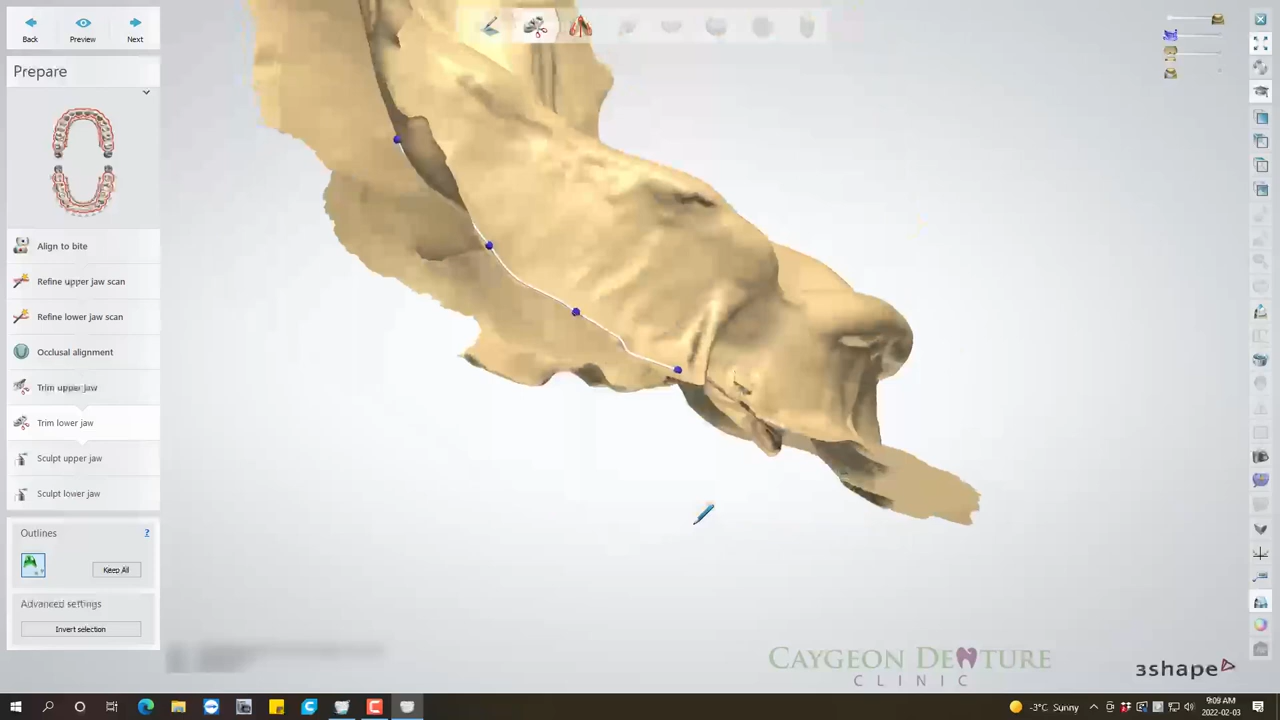 Back
Preview
Next
Prepare
Align to bite
Refine upper jaw scan
Refine lower jaw scan
Occlusal alignment
Trim upper jaw
Trim lower jaw
Sculpt upper jaw
Sculpt lower jaw
Outlines
?
Keep All
Advanced settings
Invert selection
CAYGEON DENTURE
CLINIC
3shape
-3°C Sunny
9:09 AM
2022-02-03